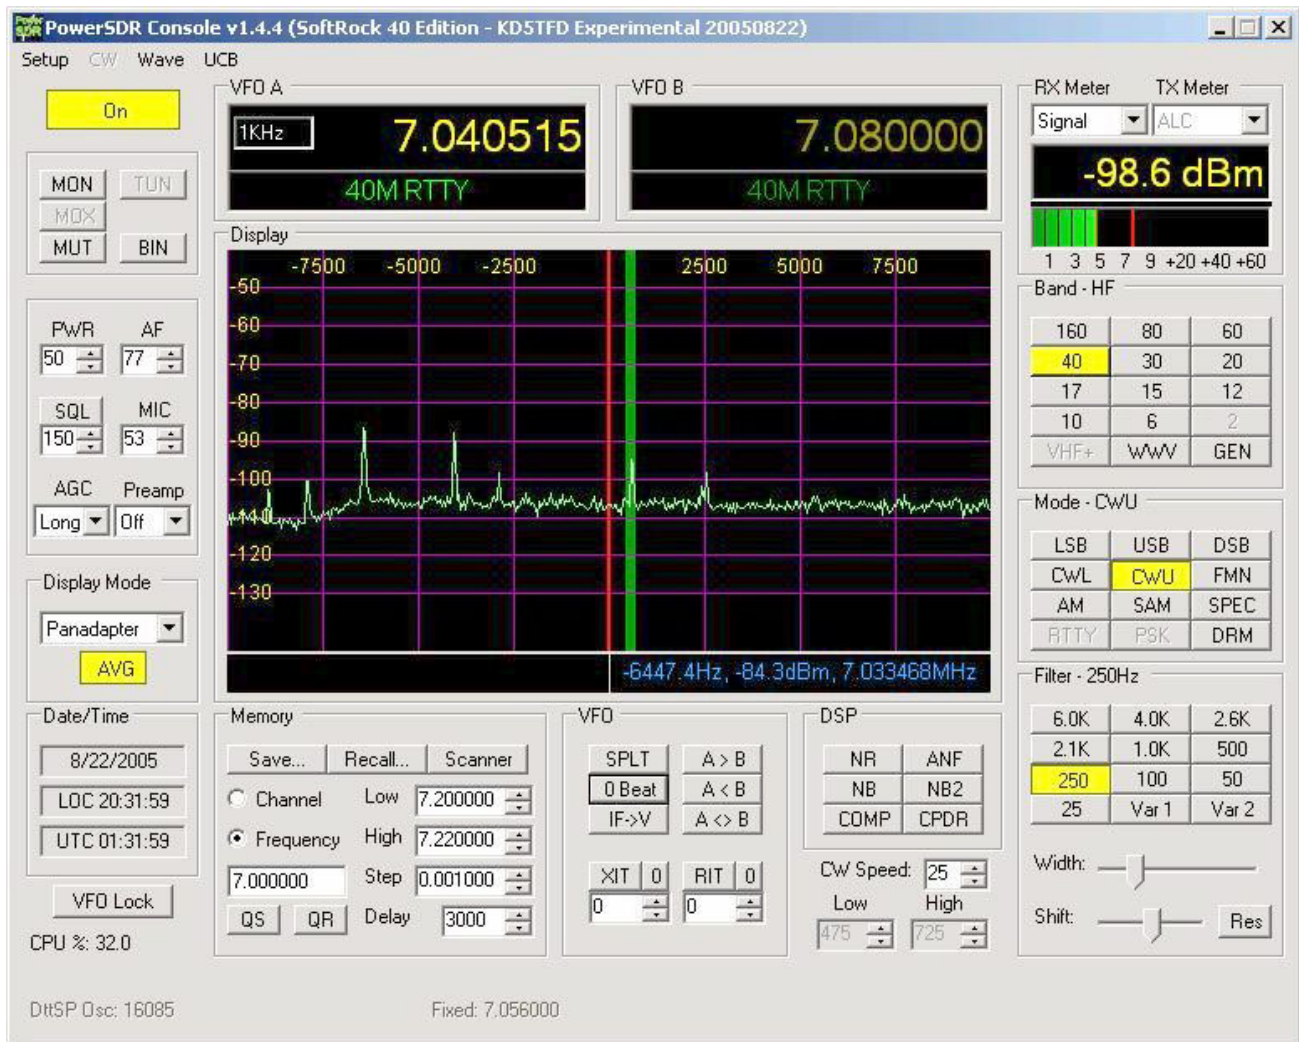 PowerSDR Console v1.4.4 (SoftRock 40 Edition - KD5TFD Experimental 20050822)
Setup CW Wave UCB
On
MON TUN
MOX
MUT BIN
PWR AF
50 77
SQL MIC
150 53
AGC Preamp
Long Off
Display Mode
Panadapter
AVG
Date/Time
8/22/2005
LOC 20:31:59
UTC 01:31:59
VFO Lock
CPU %: 32.0
VFO A
1KHz 7.040515
40M RTTY
VFO B
7.080000
40M RTTY
Display
-7500 -5000 -2500 2500 5000 7500
-50
-60
-70
-80
-90
-100
-110
-120
-130
-6447.4Hz, -84.3dBm, 7.033468MHz
Memory
Save... Recall... Scanner
Channel Low 7.200000
Frequency High 7.220000
7.000000 Step 0.001000
QS QR Delay 3000
VFO
SPLT A > B
0 Beat A < B
IF->V A <> B
XIT 0 RIT 0
0 0
DSP
NR ANF
NB NB2
COMP CPDR
CW Speed: 25
Low High
475 725
RX Meter TX Meter
Signal ALC
-98.6 dBm
1 3 5 7 9 +20 +40 +60
Band - HF
160 80 60
40 30 20
17 15 12
10 6 2
VHF+ WWV GEN
Mode - CWU
LSB USB DSB
CWL CWU FMN
AM SAM SPEC
RTTY PSK DRM
Filter - 250Hz
6.0K 4.0K 2.6K
2.1K 1.0K 500
250 100 50
25 Var 1 Var 2
Width:
Shift: Res
DttSP Osc: 16085
Fixed: 7.056000